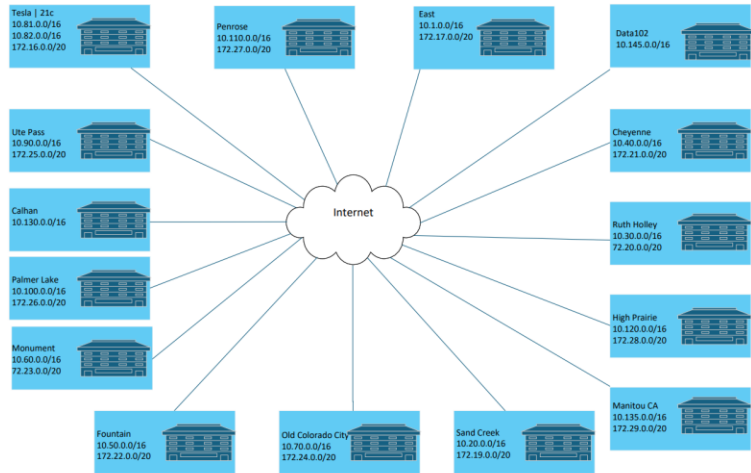 Tesla | 21c
10.81.0.0/16
10.82.0.0/16
172.16.0.0/20
Penrose
10.110.0.0/16
172.27.0.0/20
East
10.1.0.0/16
172.17.0.0/20
Data102
10.145.0.0/16
Ute Pass
10.90.0.0/16
172.25.0.0/20
Cheyenne
10.40.0.0/16
172.21.0.0/20
Calhan
10.130.0.0/16
Internet
Ruth Holley
10.30.0.0/16
72.20.0.0/20
Palmer Lake
10.100.0.0/16
172.26.0.0/20
High Prairie
10.120.0.0/16
172.28.0.0/20
Monument
10.60.0.0/16
72.23.0.0/20
Manitou CA
10.135.0.0/16
172.29.0.0/20
Fountain
10.50.0.0/16
172.22.0.0/20
Old Colorado City
10.70.0.0/16
172.24.0.0/20
Sand Creek
10.20.0.0/16
172.19.0.0/20